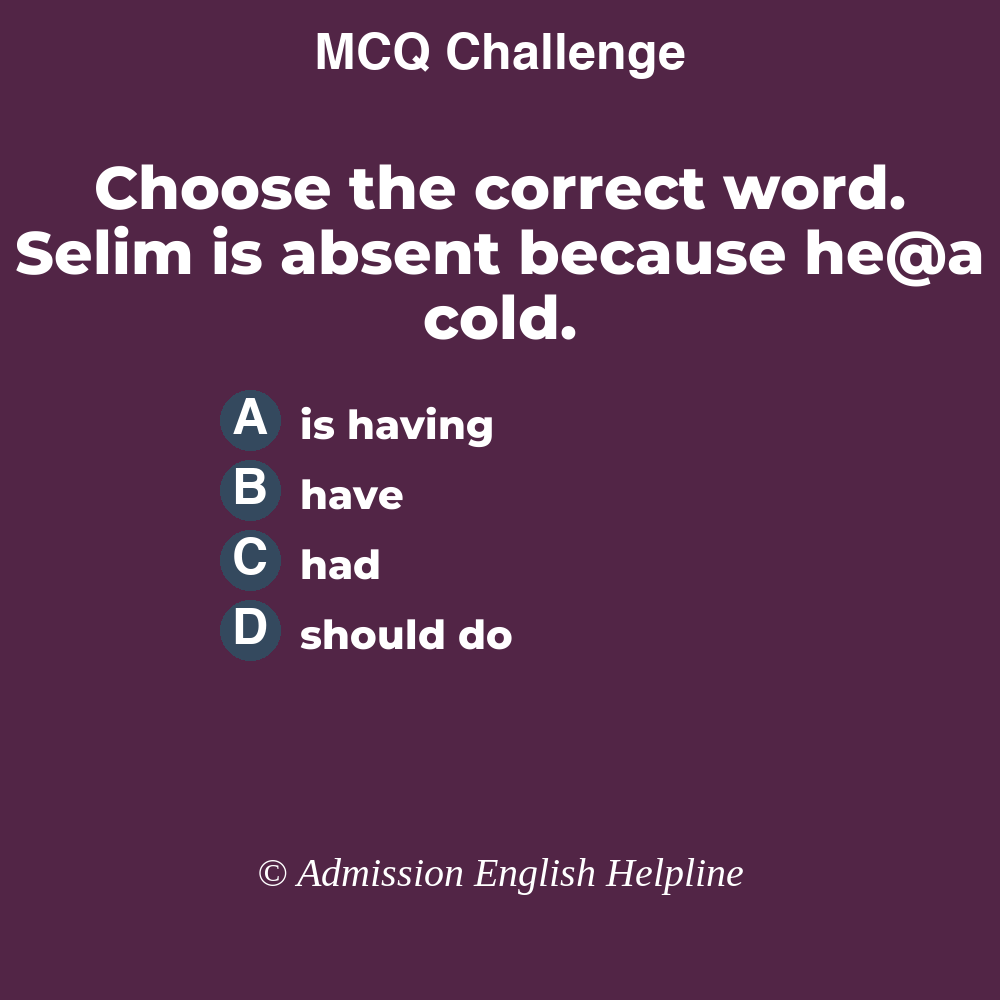 MCQ Challenge
Choose the correct word.
Selim is absent because he@a
cold.
A is having
B have
C had
D should do
© Admission English Helpline